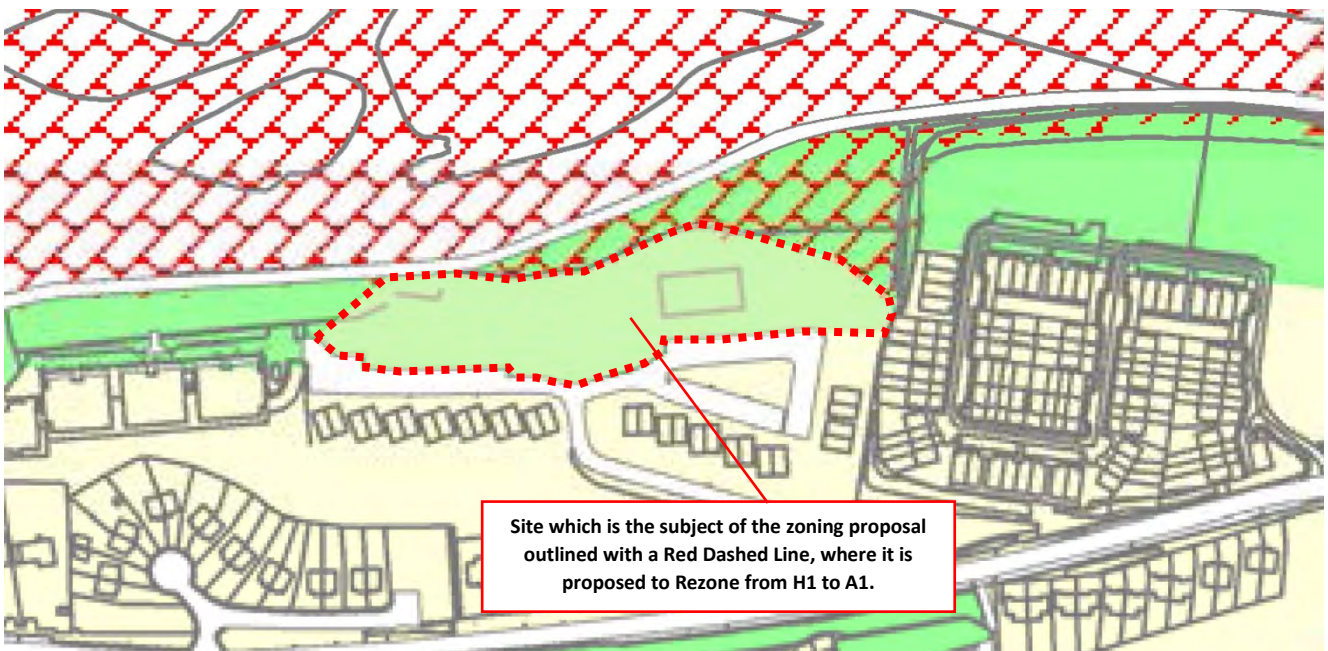 Site which is the subject of the zoning proposal
outlined with a Red Dashed Line, where it is
proposed to Rezone from H1 to A1.